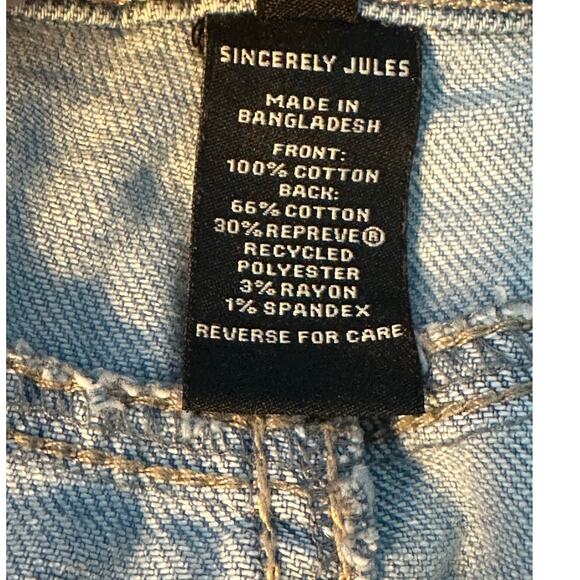 SINCERELY JULES
MADE IN
BANGLADESH
FRONT:
100% COTTON
BACK:
66% COTTON
30% REPREVE®
RECYCLED
POLYESTER
3% RAYON
1% SPANDEX
REVERSE FOR CARE